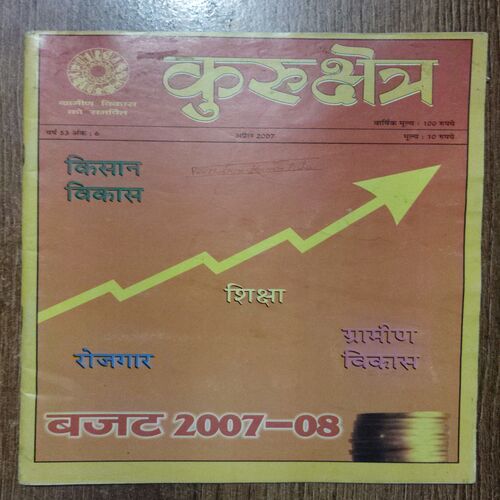 कुरुक्षेत्र
ग्रामीण विकास
को समर्पित
वर्ष 53 अंक : 6
अप्रैल 2007
वार्षिक मूल्य : 100 रुपये
मूल्य : 10 रुपये
किसान
विकास
शिक्षा
रोजगार
ग्रामीण
विकास
बजट 2007–08